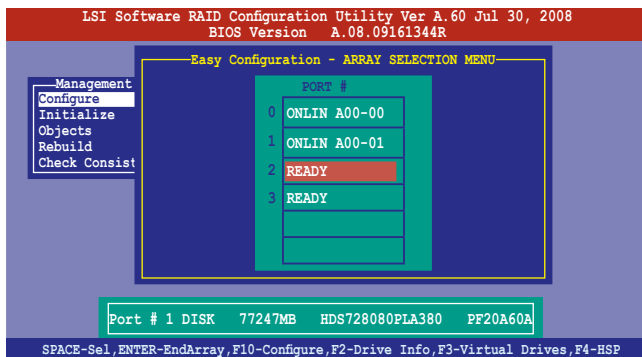 LSI Software RAID Configuration Utility Ver A.60 Jul 30, 2008
BIOS Version A.08.09161344R
Easy Configuration - ARRAY SELECTION MENU
Management
Configure
Initialize
Objects
Rebuild
Check Consist
PORT #
0 ONLIN A00-00
1 ONLIN A00-01
2 READY
3 READY
Port # 1 DISK 77247MB HDS728080PLA380 PF20A60A
SPACE-Sel,ENTER-EndArray,F10-Configure,F2-Drive Info,F3-Virtual Drives,F4-HSP